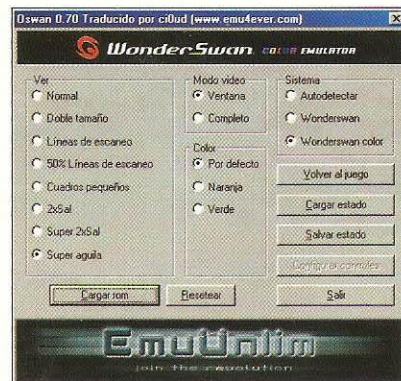 Oswan 0.70 Traducido por ci0ud (www.emu4ever.com)
WonderSwan COLOR EMULATOR
Ver
Normal
Doble tamaño
Líneas de escaneo
50% Líneas de escaneo
Cuadros pequeños
2xSal
Super 2xSal
Super aguila
Modo video
Ventana
Completo
Color
Por defecto
Naranja
Verde
Sistema
Autodetectar
Wonderswan
Wonderswan color
Volver al juego
Cargar estado
Salvar estado
Configurar controles
Cargar rom
Resetear
Salir
EmuUnlim
join the revolution